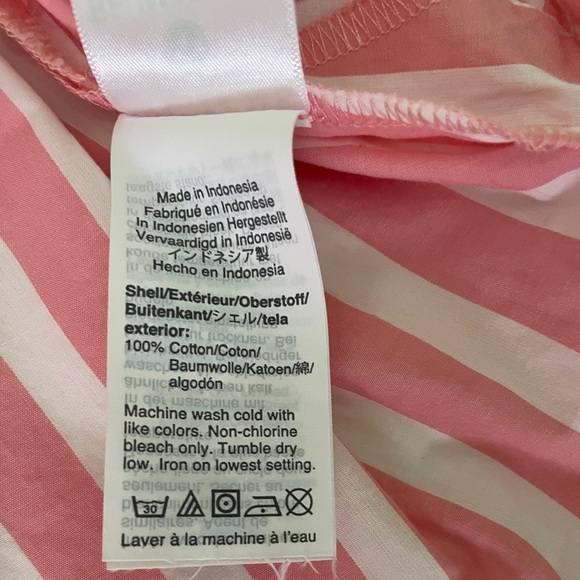 Made in Indonesia
Fabriqué en Indonésie
In Indonesien Hergestellt
Vervaardigd in Indonesië
インドネシア製
Hecho en Indonesia
Shell/Extérieur/Oberstoff/
Buitenkant/シェル/tela
exterior:
100% Cotton/Coton/
Baumwolle/Katoen/綿/
algodón
Machine wash cold with
like colors. Non-chlorine
bleach only. Tumble dry
low. Iron on lowest setting.
30
Laver à la machine à l'eau